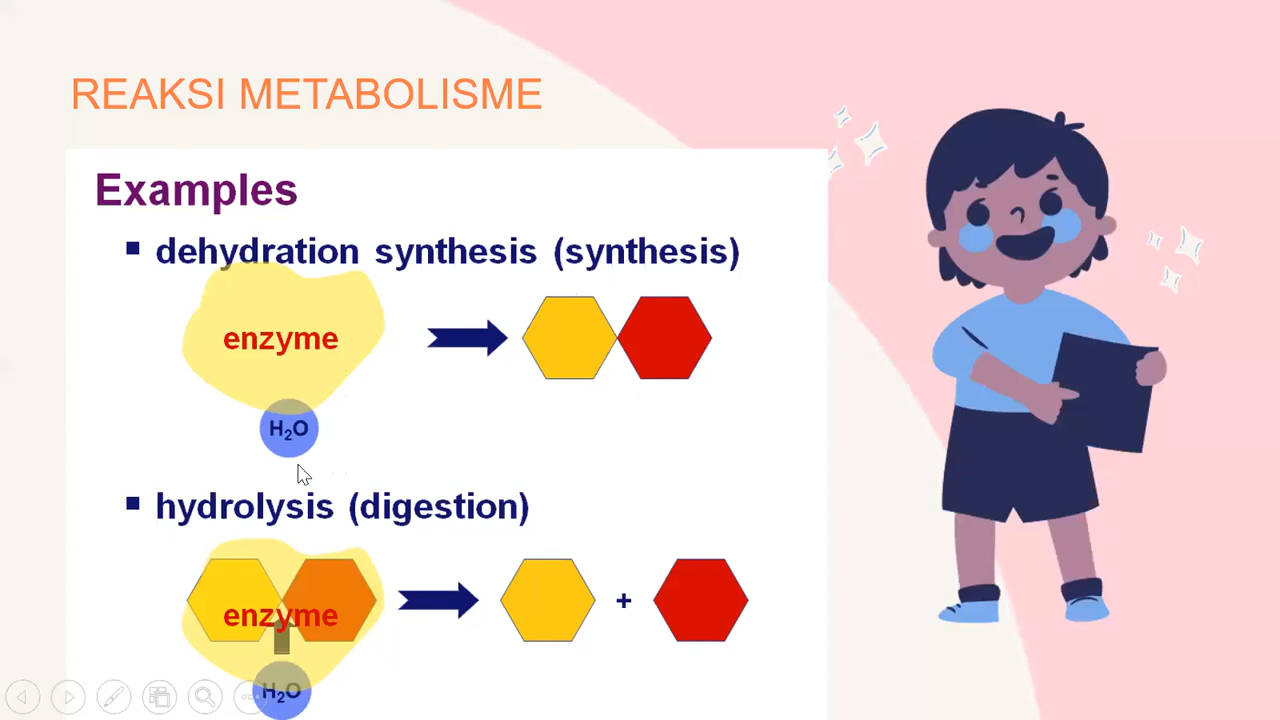 REAKSI METABOLISME
Examples
▪ dehydration synthesis (synthesis)
enzyme
H₂O
▪ hydrolysis (digestion)
enzyme
+
H₂O